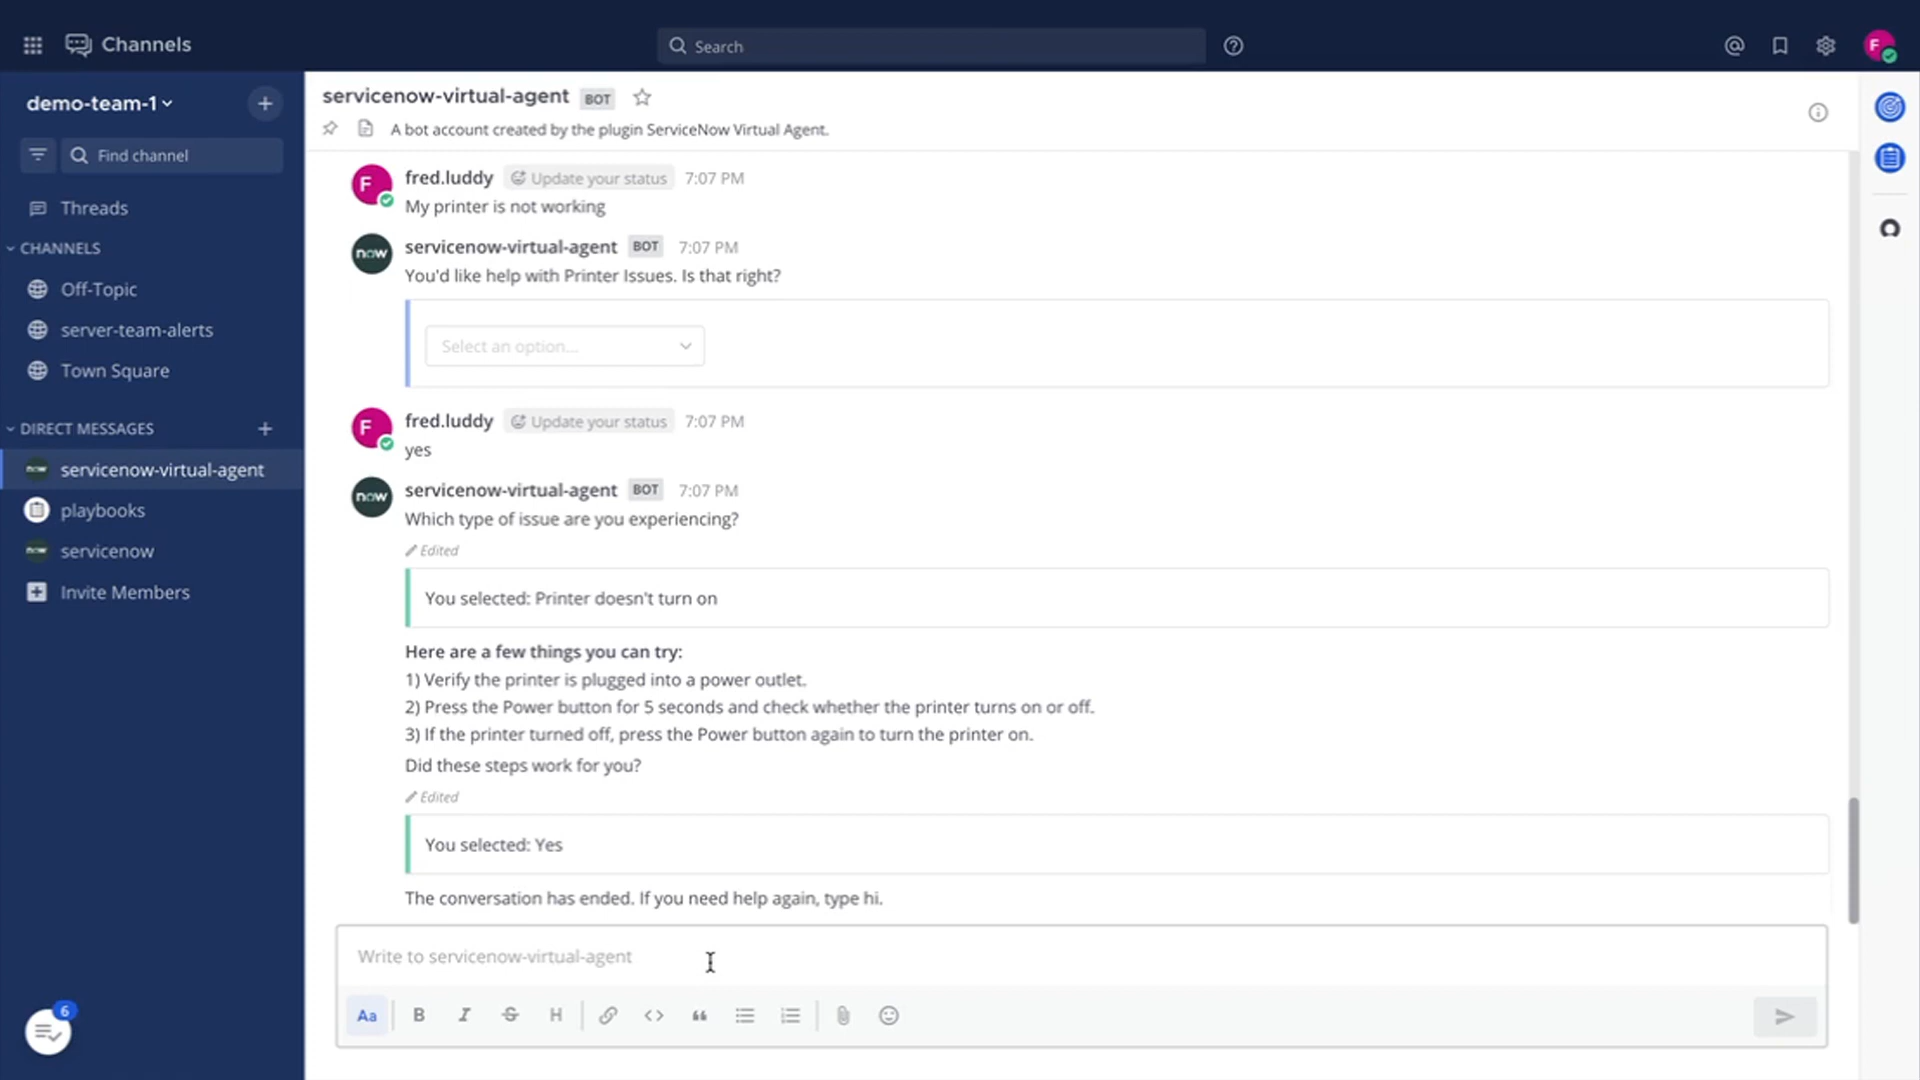 Channels
Search
F
demo-team-1
Find channel
Threads
CHANNELS
Off-Topic
server-team-alerts
Town Square
DIRECT MESSAGES
now servicenow-virtual-agent
playbooks
now servicenow
Invite Members
6
servicenow-virtual-agent BOT
A bot account created by the plugin ServiceNow Virtual Agent.
F fred.luddy Update your status 7:07 PM
My printer is not working
now servicenow-virtual-agent BOT 7:07 PM
You'd like help with Printer Issues. Is that right?
Select an option...
F fred.luddy Update your status 7:07 PM
yes
now servicenow-virtual-agent BOT 7:07 PM
Which type of issue are you experiencing?
Edited
You selected: Printer doesn't turn on
Here are a few things you can try:
1) Verify the printer is plugged into a power outlet.
2) Press the Power button for 5 seconds and check whether the printer turns on or off.
3) If the printer turned off, press the Power button again to turn the printer on.
Did these steps work for you?
Edited
You selected: Yes
The conversation has ended. If you need help again, type hi.
Write to servicenow-virtual-agent
Aa B I S H